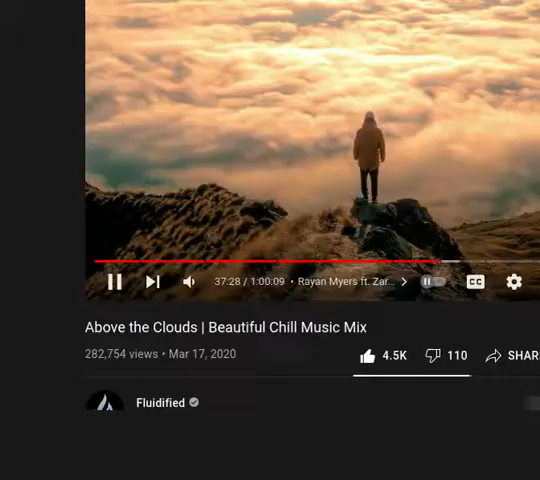 37:28 / 1:00:09 • Rayan Myers ft. Zar...
CC
Above the Clouds | Beautiful Chill Music Mix
282,754 views • Mar 17, 2020
4.5K 110 SHAR
Fluidified